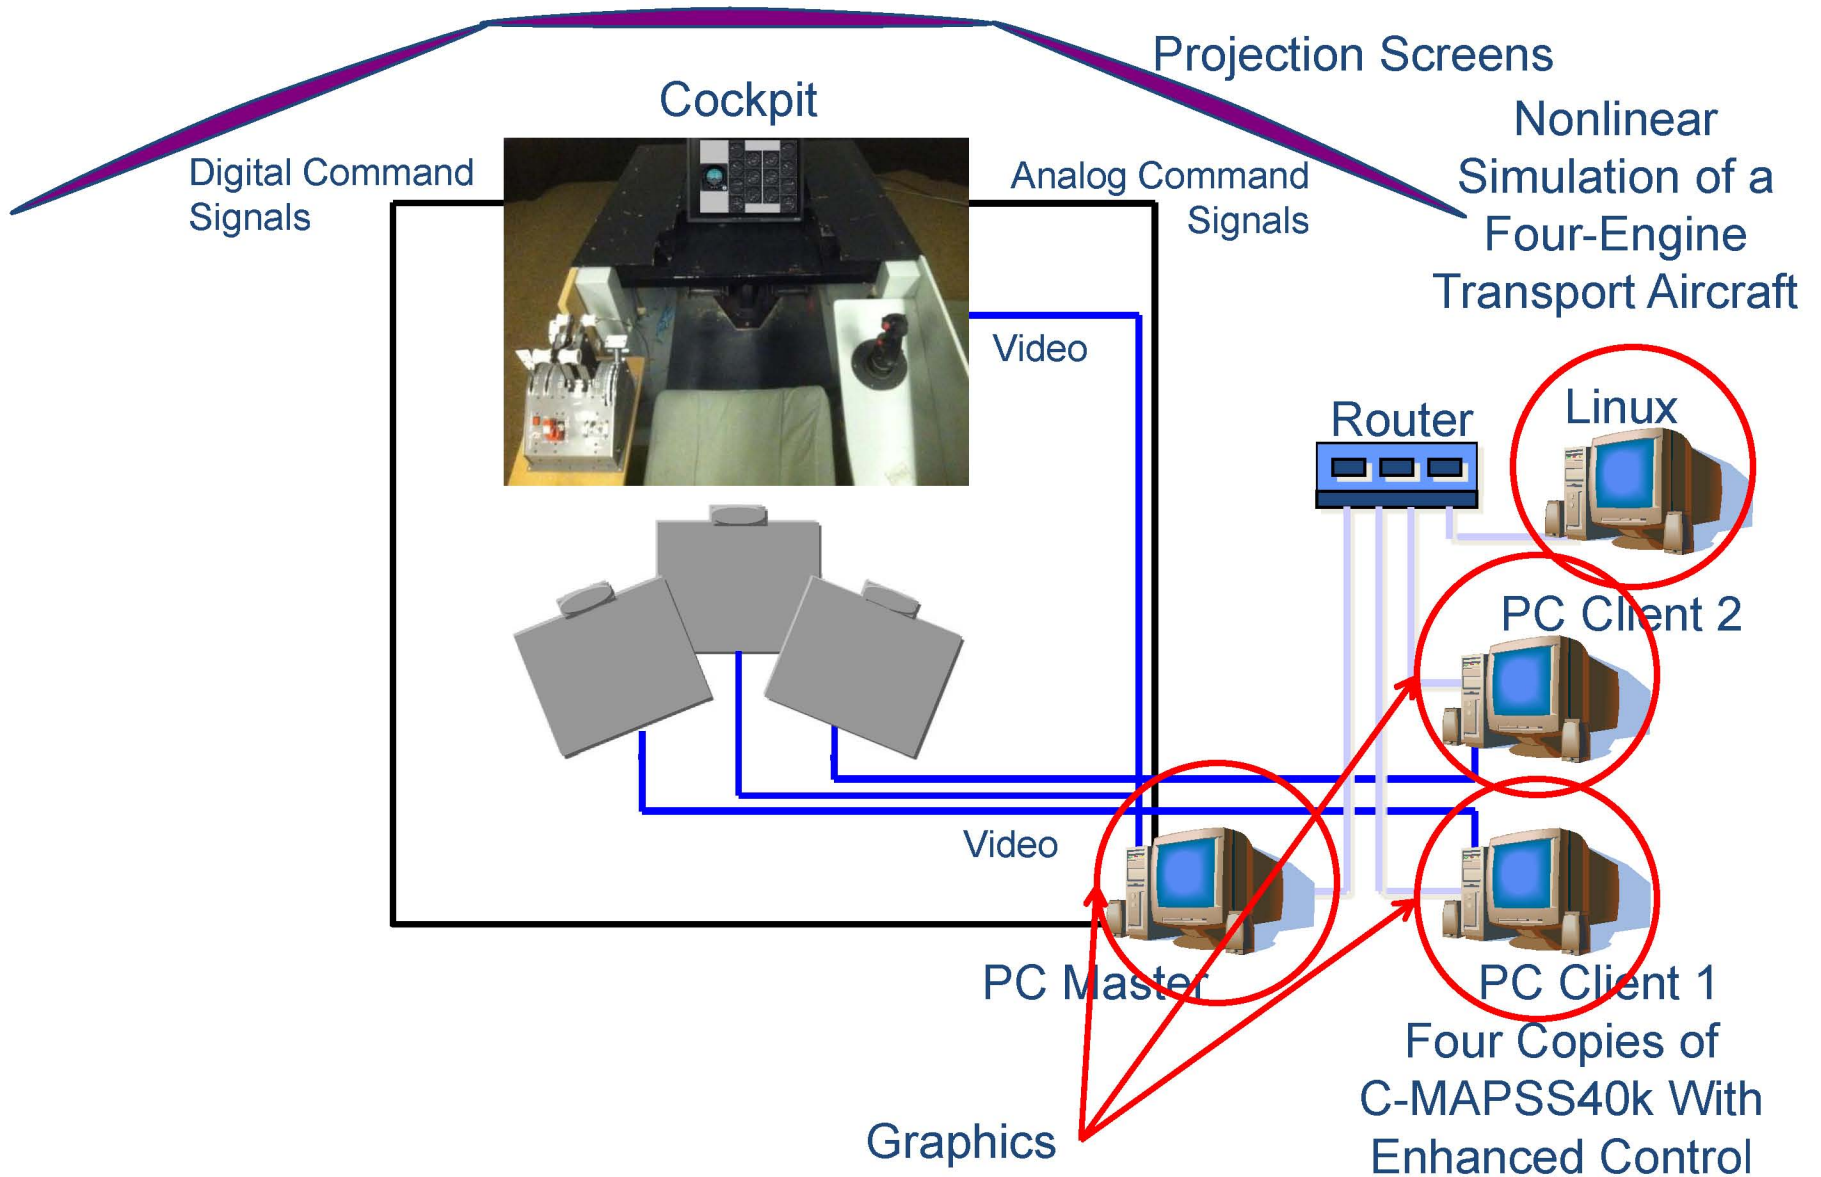 Projection Screens
Cockpit
Nonlinear
Simulation of a
Four-Engine
Transport Aircraft
Digital Command
Signals
Analog Command
Signals
Video
Router
Linux
PC Client 2
Video
PC Master
PC Client 1
Four Copies of
C-MAPSS40k With
Enhanced Control
Graphics